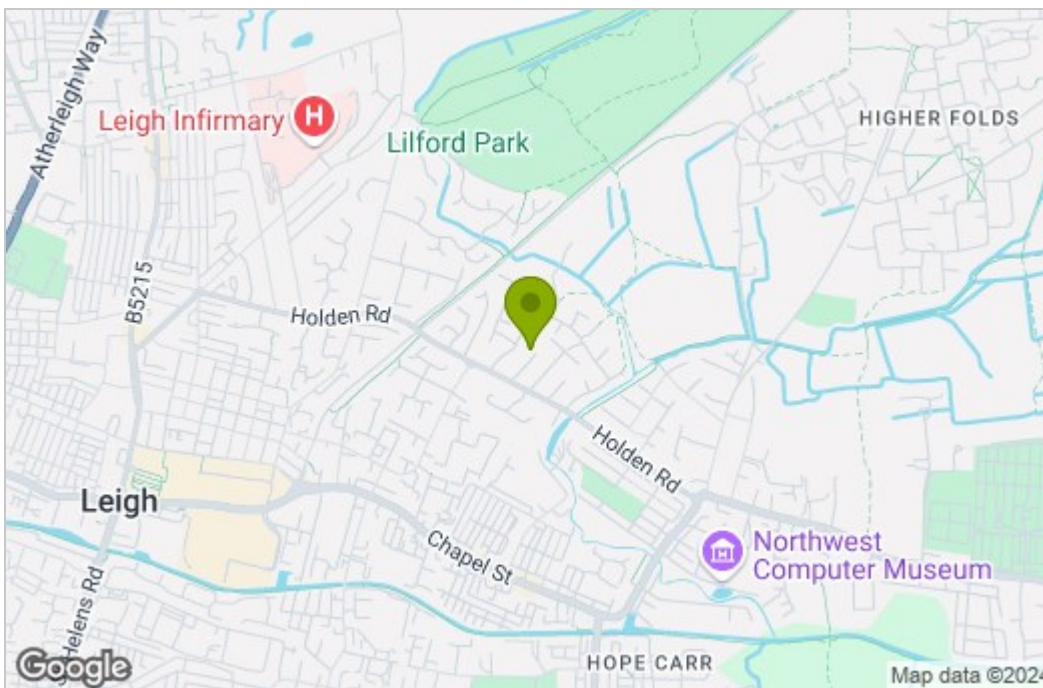 Atherleigh Way
Leigh Infirmary
H
Lilford Park
HIGHER FOLDS
B5215
Holden Rd
Holden Rd
Leigh
Chapel St
Northwest
Computer Museum
Helens Rd
HOPE CARR
Google
Map data ©2024